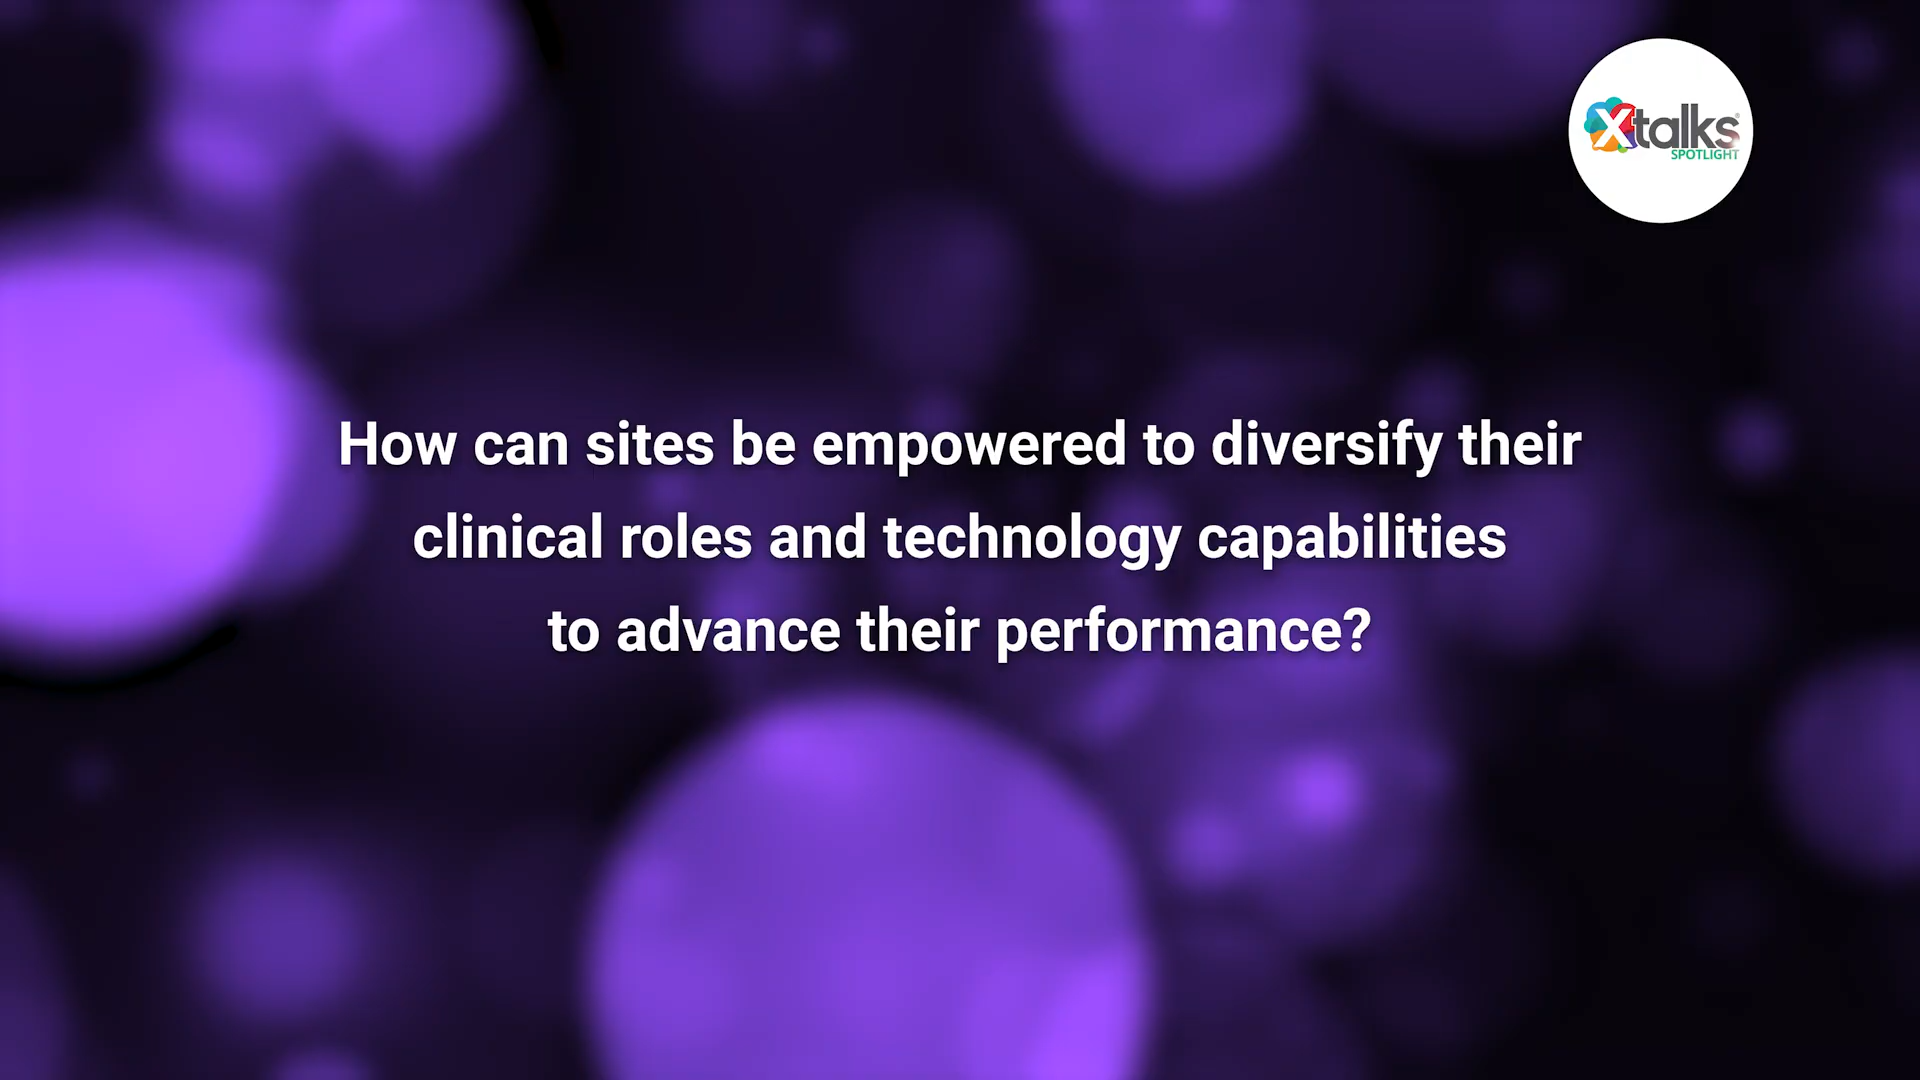 Xtalks
SPOTLIGHT
How can sites be empowered to diversify their
clinical roles and technology capabilities
to advance their performance?